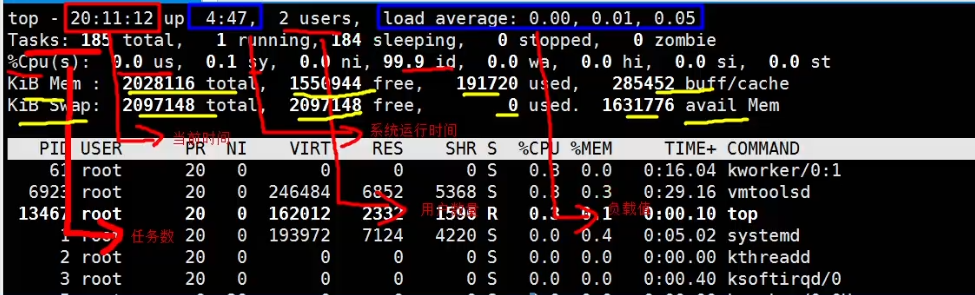 top - 20:11:12 up 4:47, 2 users, load average: 0.00, 0.01, 0.05
Tasks: 185 total, 1 running, 184 sleeping, 0 stopped, 0 zombie
%Cpu(s): 0.0 us, 0.1 sy, 0.0 ni, 99.9 id, 0.0 wa, 0.0 hi, 0.0 si, 0.0 st
KiB Mem : 2028116 total, 1550944 free, 191720 used, 285452 buff/cache
KiB Swap: 2097148 total, 2097148 free, 0 used. 1631776 avail Mem
当前时间
系统运行时间
PID USER PR NI VIRT RES SHR S %CPU %MEM TIME+ COMMAND
61 root 20 0 0 0 0 S 0.3 0.0 0:16.04 kworker/0:1
6923 root 20 0 246484 6852 5368 S 0.3 0.3 0:29.16 vmtoolsd
用户数量
负载值
13467 root 20 0 162012 2332 1590 R 0.3 0.1 0:00.10 top
任务数
1 root 20 0 193972 7124 4220 S 0.0 0.4 0:05.02 systemd
2 root 20 0 0 0 0 S 0.0 0.0 0:00.00 kthreadd
3 root 20 0 0 0 0 S 0.0 0.0 0:00.40 ksoftirqd/0